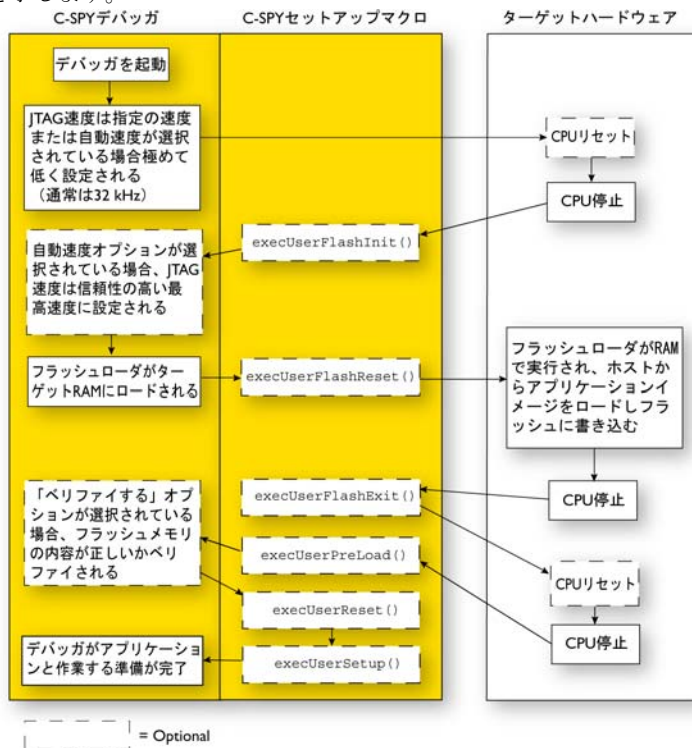 C-SPYデバッガ
C-SPYセットアップマクロ
ターゲットハードウェア
デバッガを起動
JTAG速度は指定の速度
または自動速度が選択
されている場合極めて
低く設定される
（通常は32 kHz）
CPUリセット
CPU停止
execUserFlashInit()
自動速度オプションが選
択されている場合、JTAG
速度は信頼性の高い最
高速度に設定される
フラッシュローダがター
ゲットRAMにロードされる
execUserFlashReset()
フラッシュローダがRAM
で実行され、ホストか
らアプリケーションイ
メージをロードしフラ
ッシュに書き込む
CPU停止
execUserFlashExit()
「ベリファイする」オプ
ションが選択されている
場合、フラッシュメモリ
の内容が正しいかベリ
ファイされる
execUserPreLoad()
CPUリセット
execUserReset()
CPU停止
execUserSetup()
デバッガがアプリケーショ
ンと作業する準備が完了
= Optional